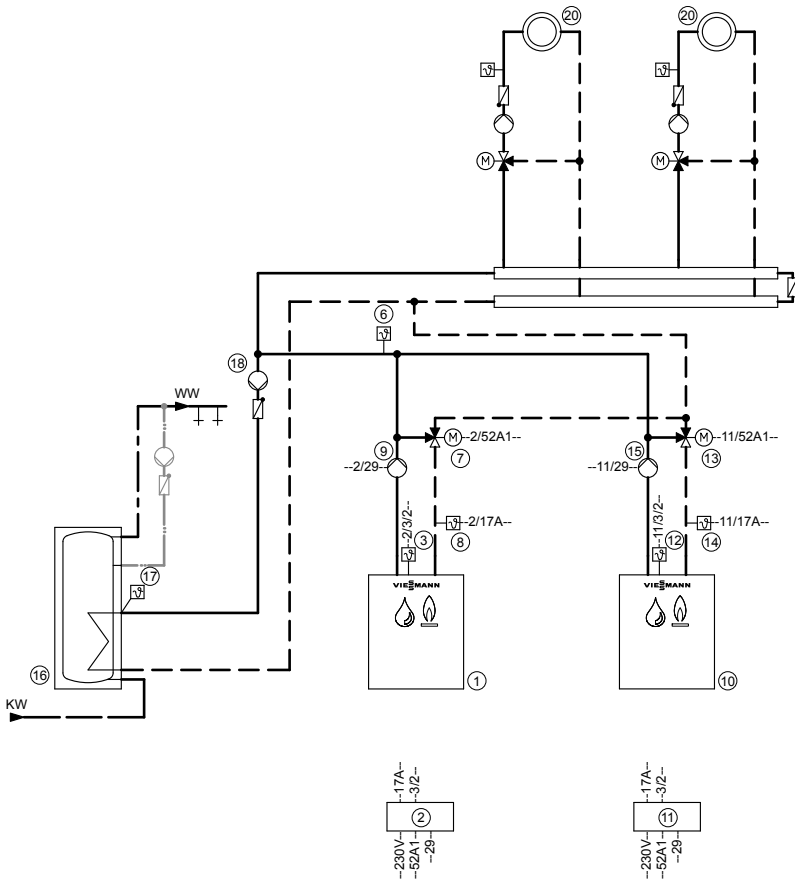 20
20
ϑ
ϑ
M
M
6
ϑ
18
WW
9
M
--2/52A1--
15
M
--11/52A1--
--2/29--
7
--11/29--
13
--2/3/2--
ϑ
--2/17A--
--11/3/2--
ϑ
--11/17A--
3
8
12
14
ϑ
ϑ
17
ϑ
VIESMANN
VIESMANN
16
1
10
KW
--17A--
--3/2--
--17A--
--3/2--
2
11
--230V--
--52A1--
--29--
--230V--
--52A1--
--29--